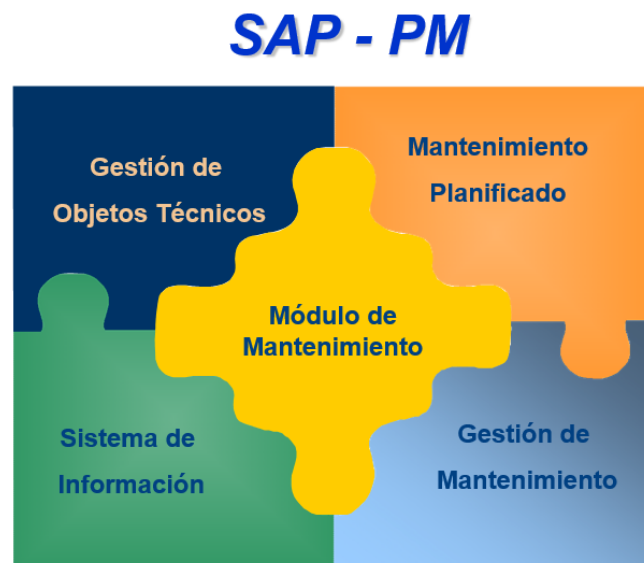 SAP - PM
Gestión de
Objetos Técnicos
Mantenimiento
Planificado
Módulo de
Mantenimiento
Sistema de
Información
Gestión de
Mantenimiento